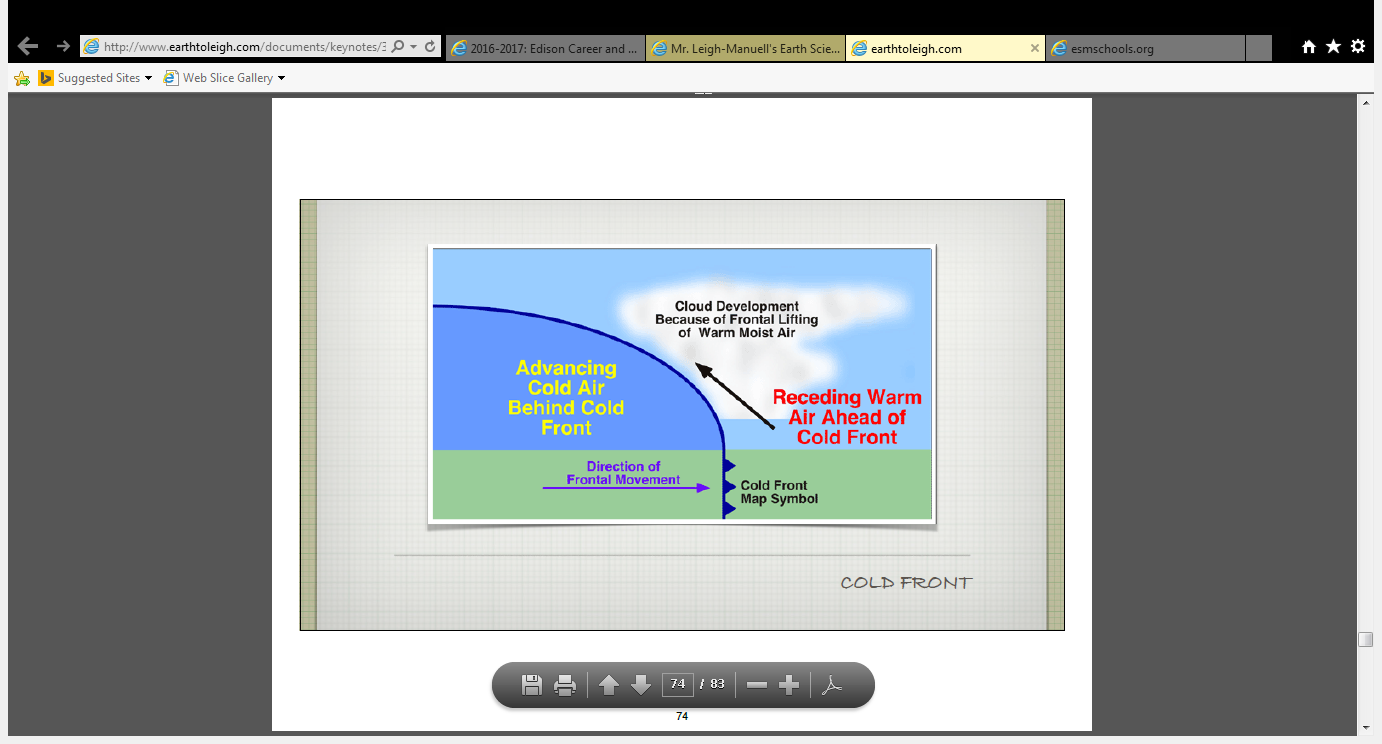 http://www.earthtoleigh.com/documents/keynotes/3
2016-2017: Edison Career and ...
Mr. Leigh-Manuell's Earth Scie...
earthtoleigh.com
esmschools.org
Suggested Sites
Web Slice Gallery
Cloud Development
Because of Frontal Lifting
of Warm Moist Air
Advancing
Cold Air
Behind Cold
Front
Receding Warm
Air Ahead of
Cold Front
Direction of
Frontal Movement
Cold Front
Map Symbol
COLD FRONT
74 / 83
74